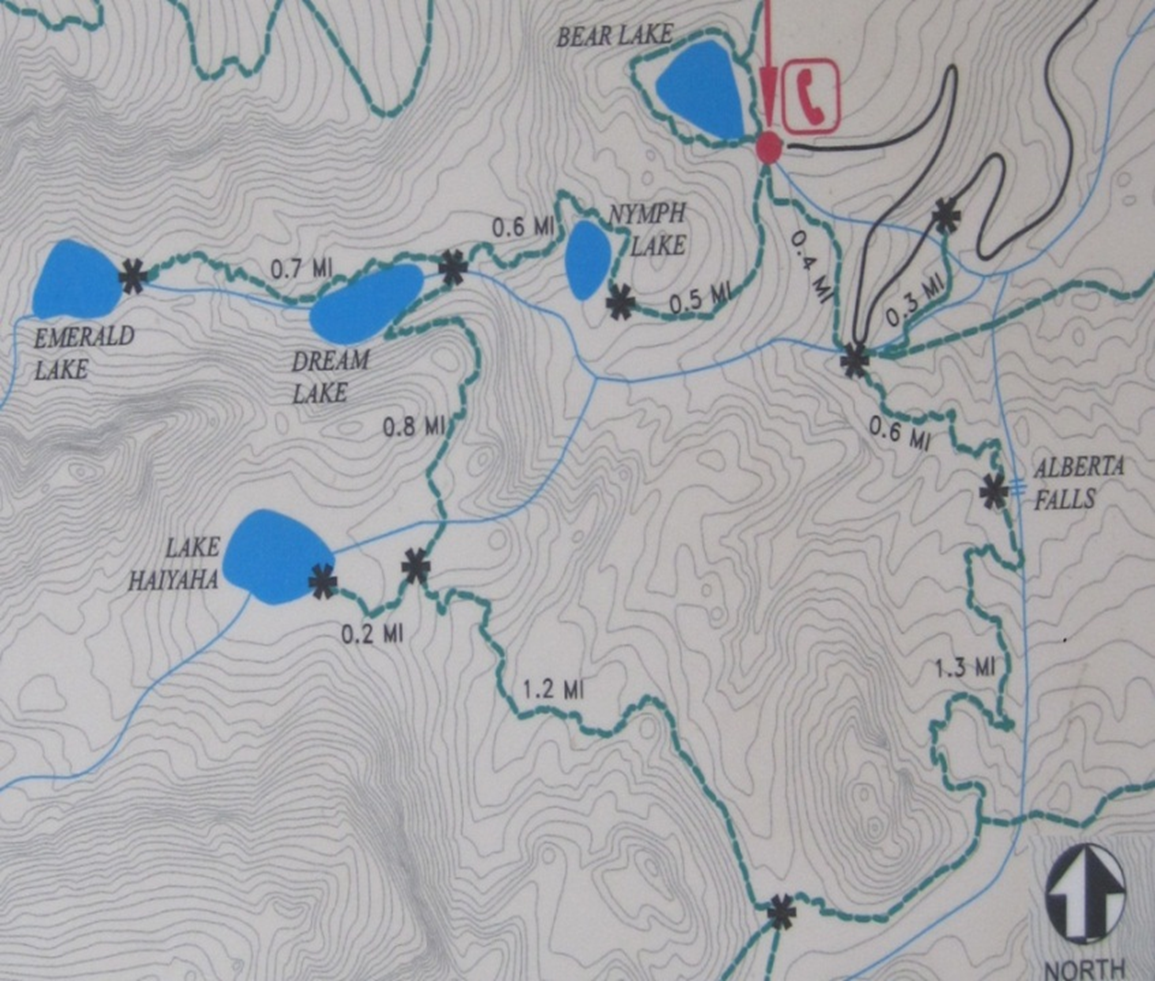 BEAR LAKE
NYMPH
LAKE
0.6 MI
0.7 MI
0.5 MI
0.4 MI
0.3 MI
EMERALD
LAKE
DREAM
LAKE
0.8 MI
0.6 MI
ALBERTA
FALLS
LAKE
HAIYAHA
0.2 MI
1.2 MI
1.3 MI
NORTH